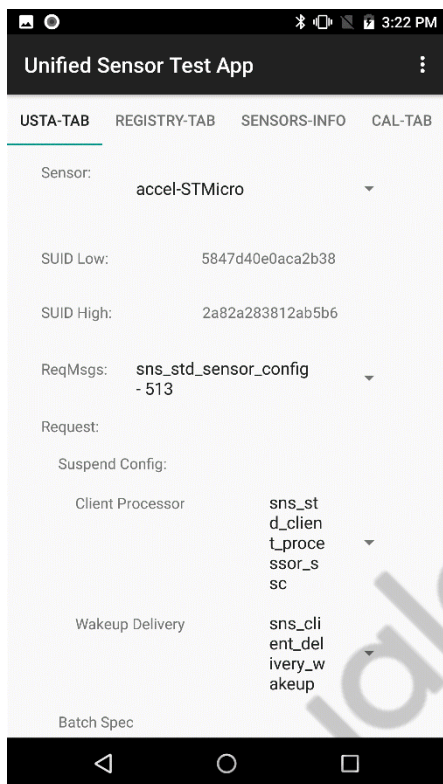 3:22 PM
Unified Sensor Test App
USTA-TAB REGISTRY-TAB SENSORS-INFO CAL-TAB
Sensor:
accel-STMicro
SUID Low: 5847d40e0aca2b38
SUID High: 2a82a283812ab5b6
ReqMsgs: sns_std_sensor_config
- 513
Request:
Suspend Config:
Client Processor sns_st
d_clien
t_proce
ssor_s
sc
Wakeup Delivery sns_cli
ent_del
ivery_w
akeup
Batch Spec